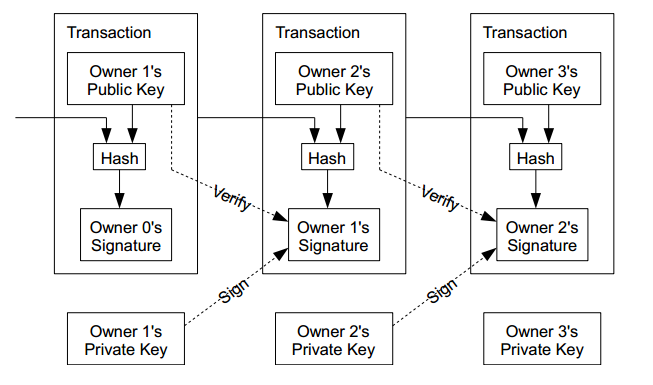 Transaction
Transaction
Transaction
Owner 1's
Public Key
Owner 2's
Public Key
Owner 3's
Public Key
Hash
Hash
Hash
Verify
Verify
Owner 0's
Signature
Owner 1's
Signature
Owner 2's
Signature
Sign
Sign
Owner 1's
Private Key
Owner 2's
Private Key
Owner 3's
Private Key